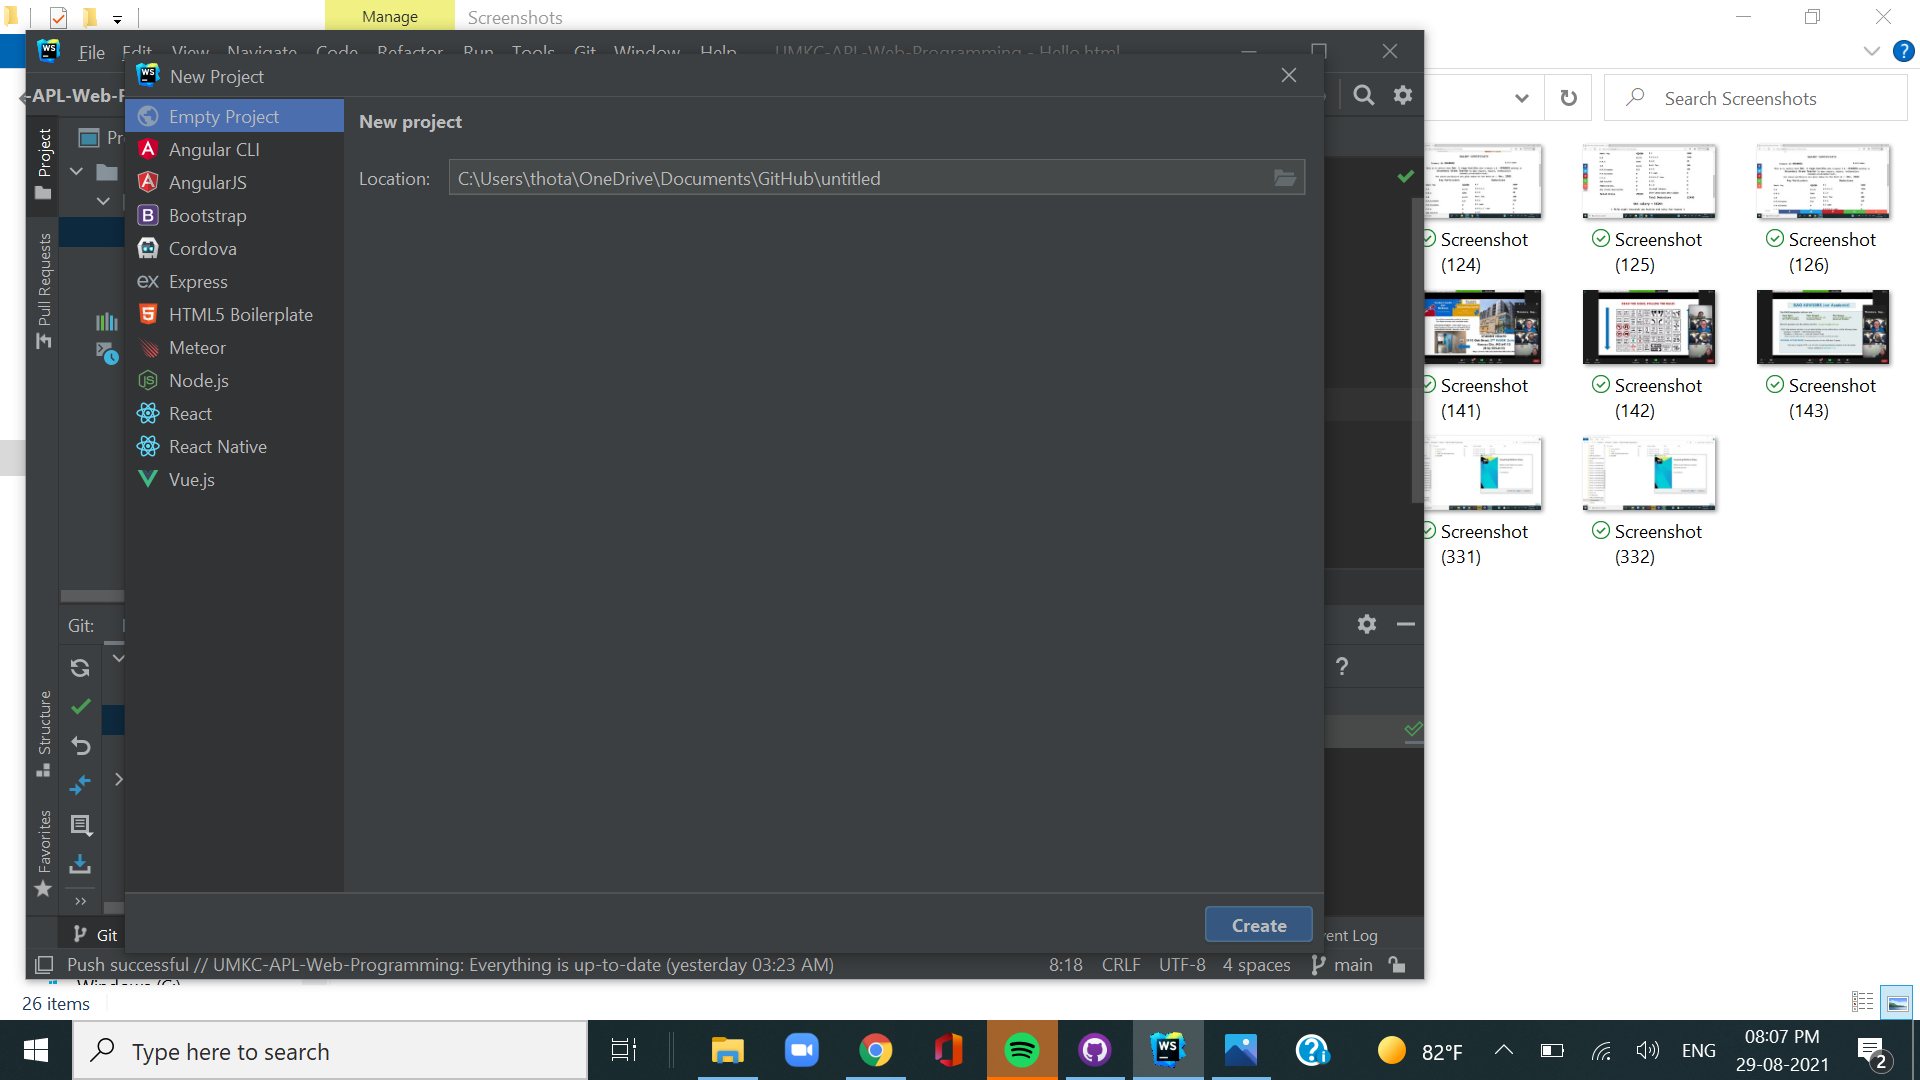 Manage
Screenshots
File Edit View Navigate Code Refactor Run Tools Git Window Help
UMKC-APL-Web-Programming - Hello.html
-APL-Web-P
New Project
Empty Project
Angular CLI
AngularJS
Bootstrap
Cordova
Express
HTML5 Boilerplate
Meteor
Node.js
React
React Native
Vue.js
New project
Location: C:\Users\thota\OneDrive\Documents\GitHub\untitled
Create
Project
Pull Requests
Structure
Favorites
Pr
Git:
Git
ent Log
Push successful // UMKC-APL-Web-Programming: Everything is up-to-date (yesterday 03:23 AM)
8:18 CRLF UTF-8 4 spaces main
Windows (C:)
26 items
Search Screenshots
Screenshot
(124)
Screenshot
(125)
Screenshot
(126)
Screenshot
(141)
Screenshot
(142)
Screenshot
(143)
Screenshot
(331)
Screenshot
(332)
Type here to search
82°F
ENG
08:07 PM
29-08-2021
2